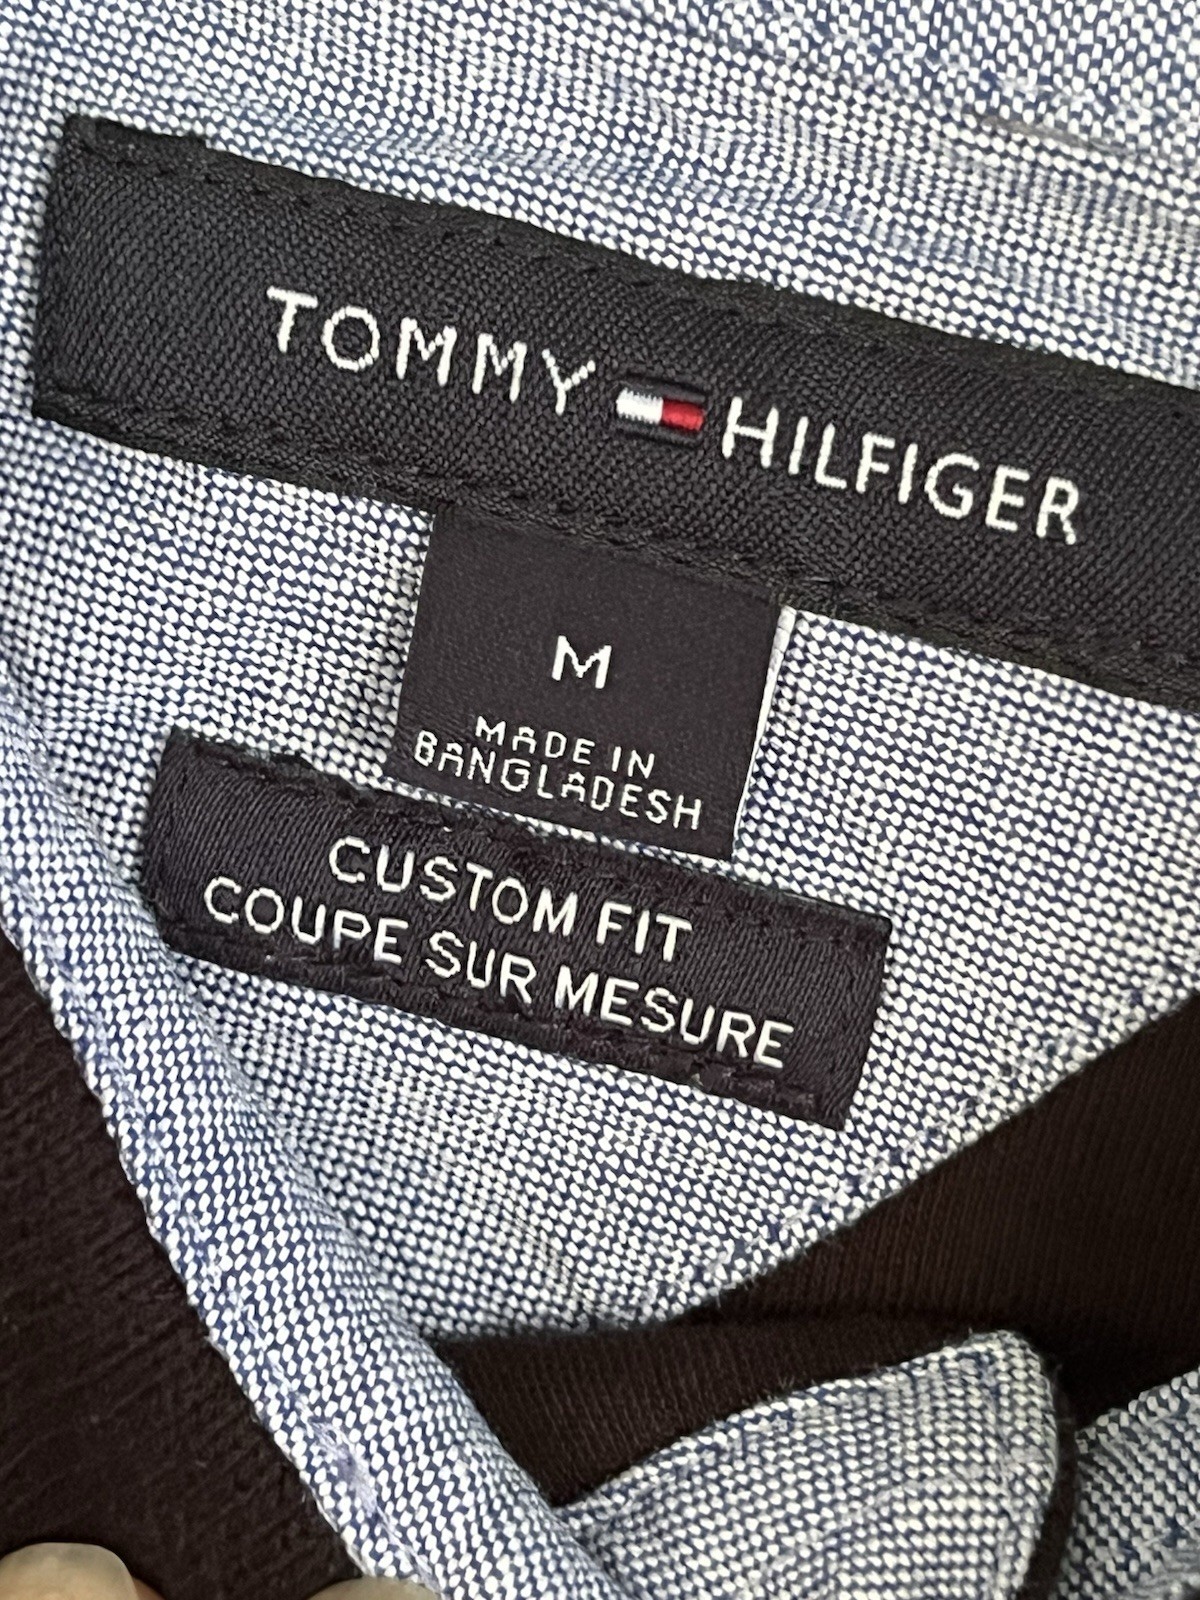 TOMMY HILFIGER
M
MADE IN
BANGLADESH
CUSTOM FIT
COUPE SUR MESURE